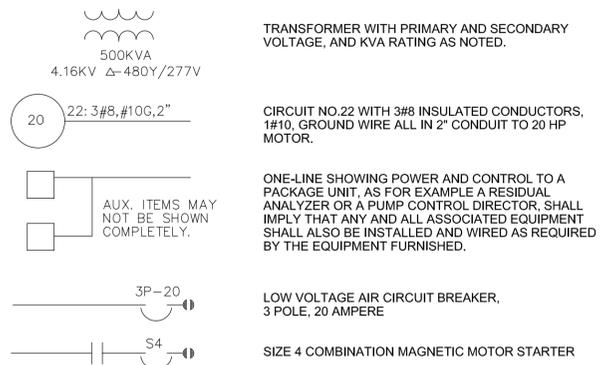 TRANSFORMER WITH PRIMARY AND SECONDARY
VOLTAGE, AND KVA RATING AS NOTED.
500KVA
4.16KV Δ-480Y/277V
20
22: 3#8,#10G,2"
CIRCUIT NO.22 WITH 3#8 INSULATED CONDUCTORS,
1#10, GROUND WIRE ALL IN 2" CONDUIT TO 20 HP
MOTOR.
AUX. ITEMS MAY
NOT BE SHOWN
COMPLETELY.
ONE-LINE SHOWING POWER AND CONTROL TO A
PACKAGE UNIT, AS FOR EXAMPLE A RESIDUAL
ANALYZER OR A PUMP CONTROL DIRECTOR, SHALL
IMPLY THAT ANY AND ALL ASSOCIATED EQUIPMENT
SHALL ALSO BE INSTALLED AND WIRED AS REQUIRED
BY THE EQUIPMENT FURNISHED.
3P-20
LOW VOLTAGE AIR CIRCUIT BREAKER,
3 POLE, 20 AMPERE
S4
SIZE 4 COMBINATION MAGNETIC MOTOR STARTER